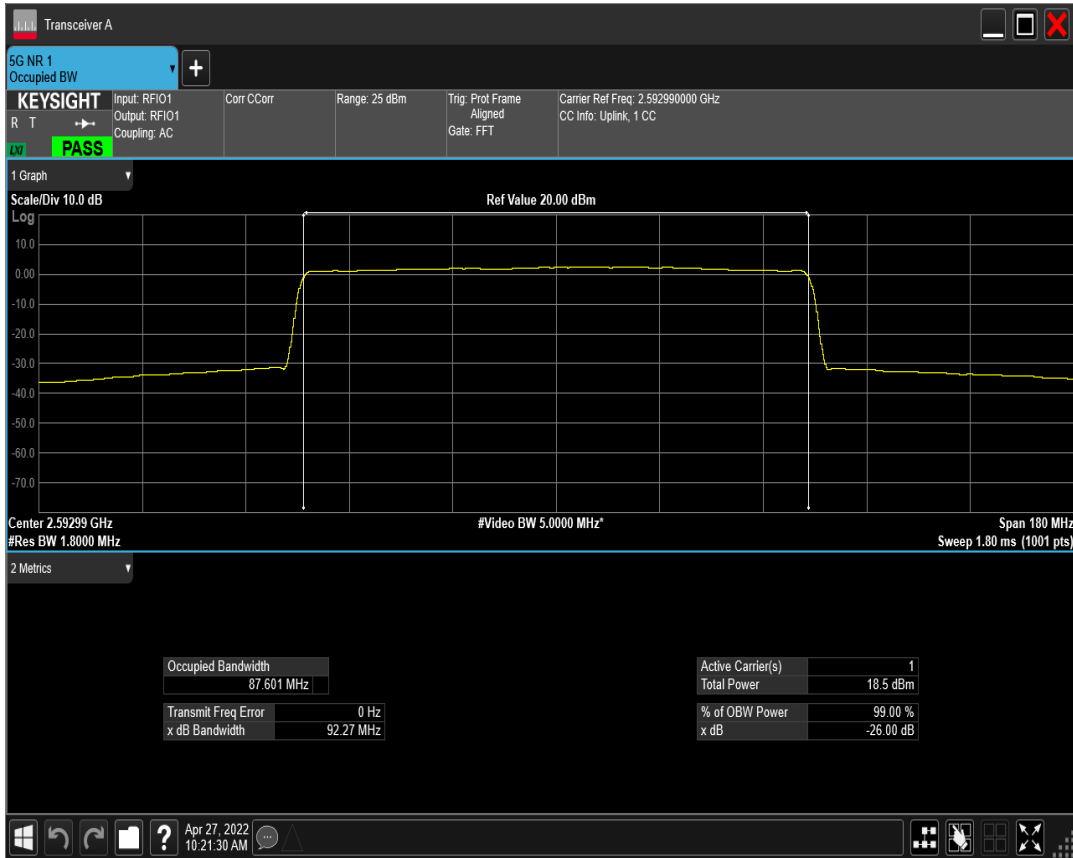 Transceiver A
5G NR 1
Occupied BW
+
KEYSIGHT
R T
LXI
PASS
Input: RFIO1
Output: RFIO1
Coupling: AC
Corr CCorr
Range: 25 dBm
Trig: Prot Frame
Aligned
Gate: FFT
Carrier Ref Freq: 2.592990000 GHz
CC Info: Uplink, 1 CC
1 Graph
Scale/Div 10.0 dB
Ref Value 20.00 dBm
Log
10.0
0.00
-10.0
-20.0
-30.0
-40.0
-50.0
-60.0
-70.0
Center 2.59299 GHz
#Video BW 5.0000 MHz*
Span 180 MHz
#Res BW 1.8000 MHz
Sweep 1.80 ms (1001 pts)
2 Metrics
Occupied Bandwidth
87.601 MHz
Transmit Freq Error 0 Hz
x dB Bandwidth 92.27 MHz
Active Carrier(s) 1
Total Power 18.5 dBm
% of OBW Power 99.00 %
x dB -26.00 dB
?
Apr 27, 2022
10:21:30 AM